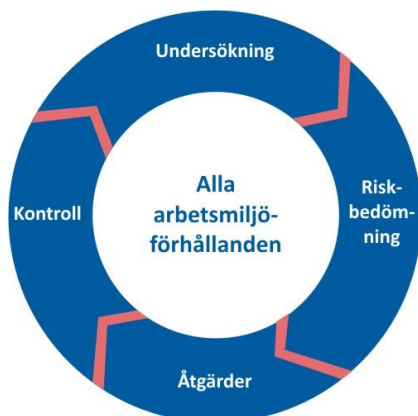 Undersökning
Risk-
bedöm-
ning
Åtgärder
Kontroll
Alla
arbetsmiljö-
förhållanden